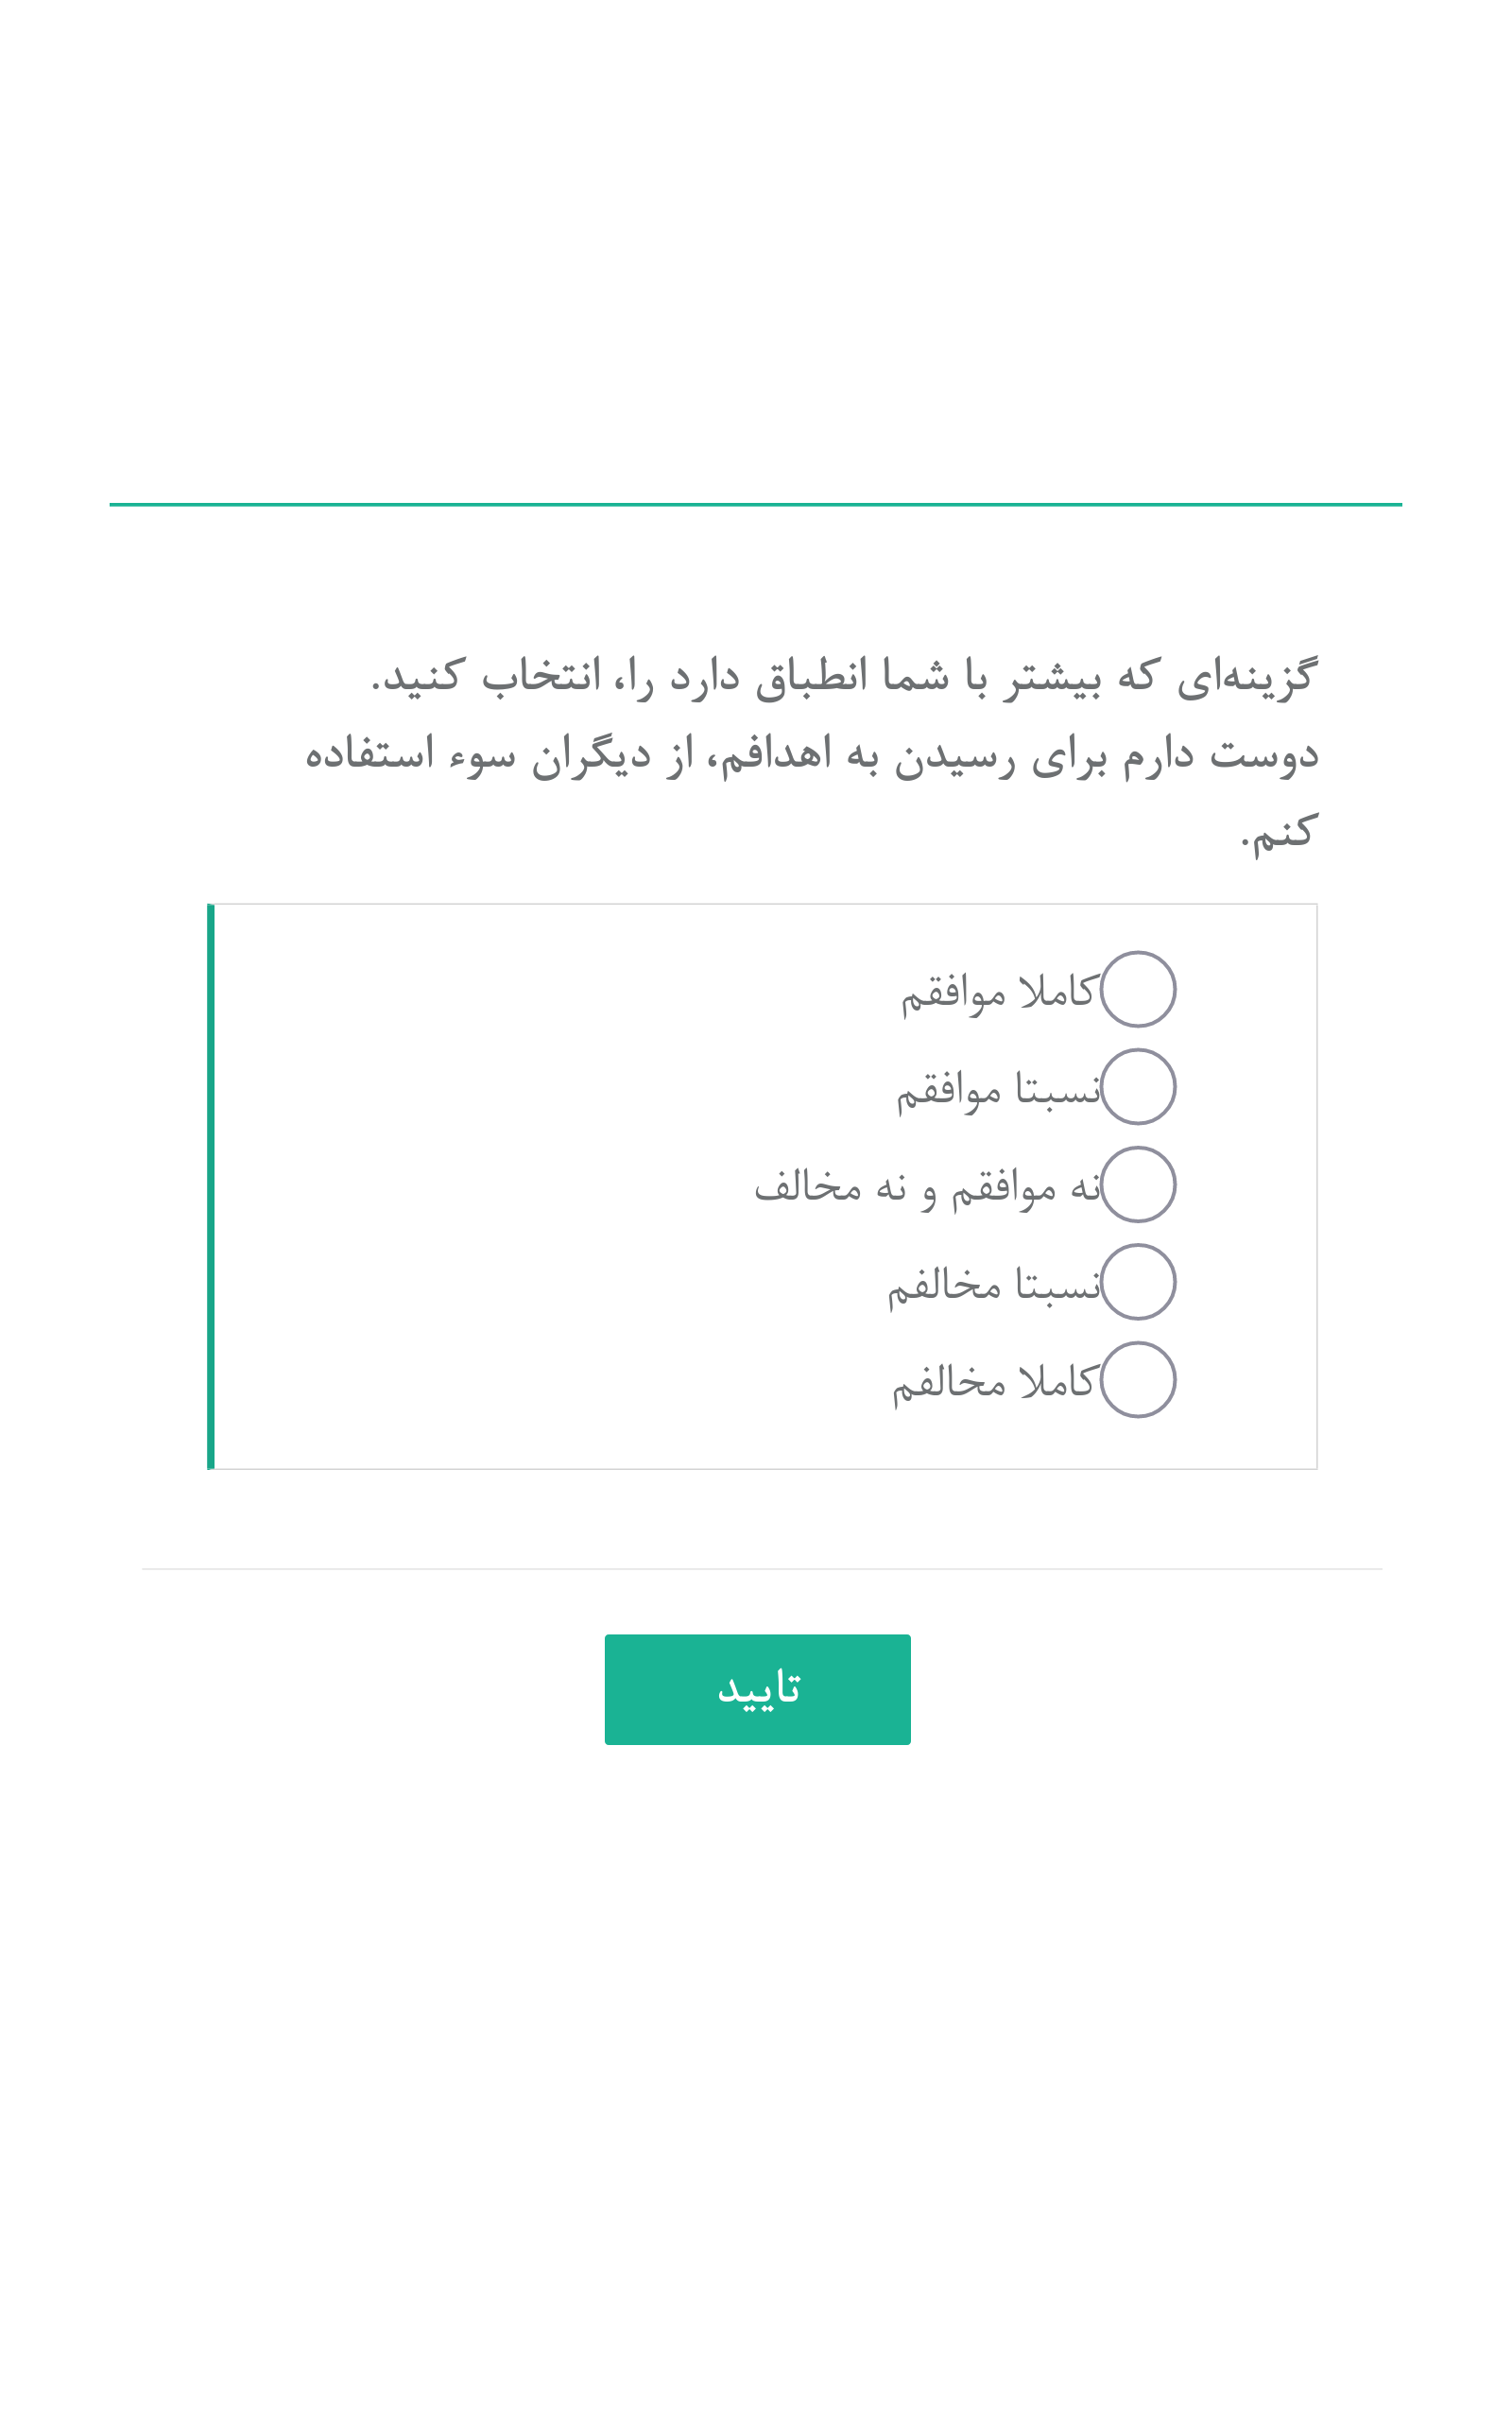 گزینه‌ای که بیشتر با شما انطباق دارد را، انتخاب کنید.
دوست دارم برای رسیدن به اهدافم، از دیگران سوء استفاده
کنم.
کاملا موافقم
نسبتا موافقم
نه موافقم و نه مخالف
نسبتا مخالفم
کاملا مخالفم
تایید